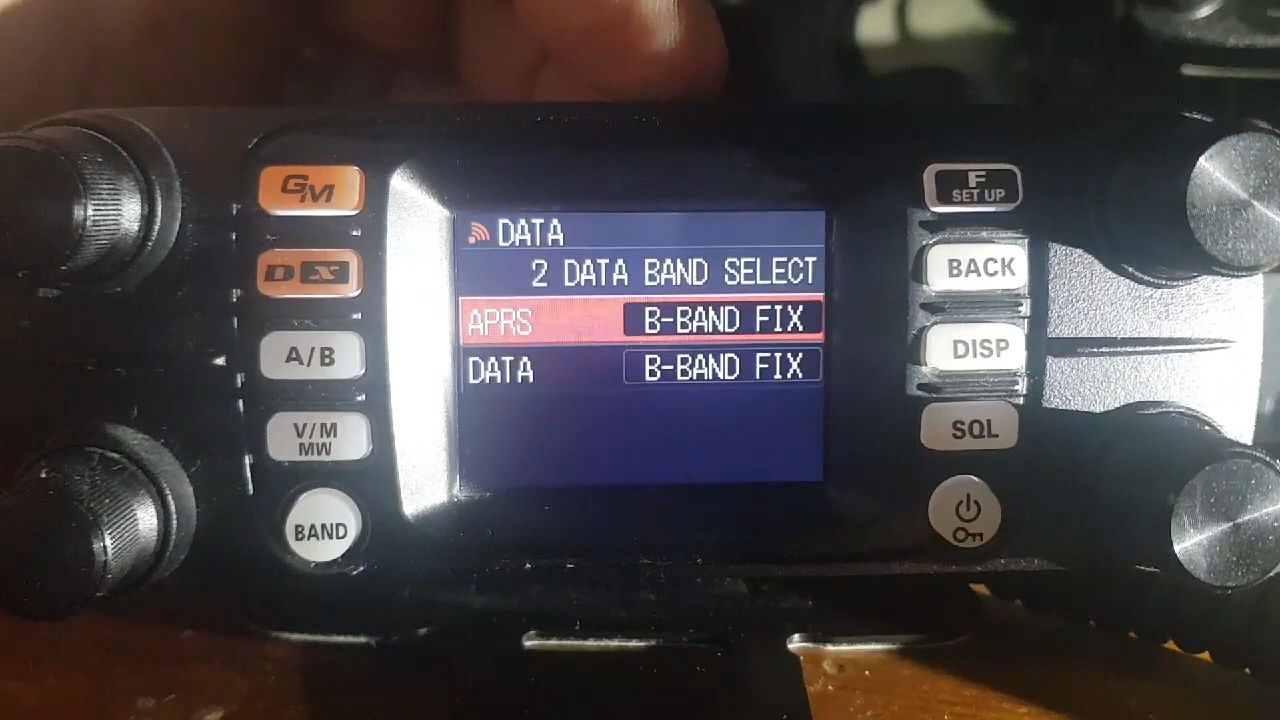 GM
DX
A/B
V/M
MW
BAND
DATA
2 DATA BAND SELECT
APRS B-BAND FIX
DATA B-BAND FIX
F
SET UP
BACK
DISP
SQL